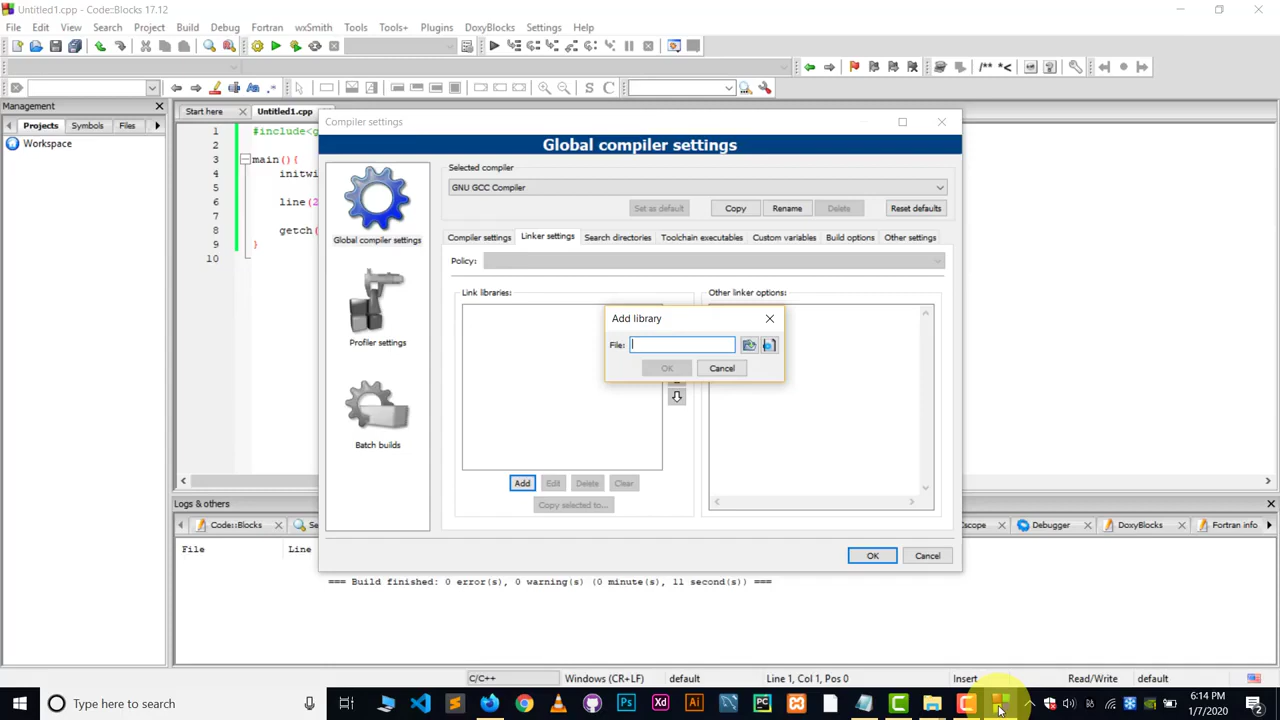 Untitled1.cpp - Code::Blocks 17.12
File Edit View Search Project Build Debug Fortran wxSmith Tools Tools+ Plugins DoxyBlocks Settings Help
/** *<
S C
Management
Projects Symbols Files
Workspace
Start here Untitled1.cpp
1 #include<g
2
3 main(){
4 initwi
5
6 line(2
7
8 getch(
9 }
10
Compiler settings
Global compiler settings
Global compiler settings
Profiler settings
Batch builds
Selected compiler
GNU GCC Compiler
Set as default Copy Rename Delete Reset defaults
Compiler settings Linker settings Search directories Toolchain executables Custom variables Build options Other settings
Policy:
Link libraries: Other linker options:
Add library
File:
OK Cancel
Add Edit Delete Clear
Copy selected to...
OK Cancel
Logs & others
Code::Blocks Se Cscope Debugger DoxyBlocks Fortran info
File Line
=== Build finished: 0 error(s), 0 warning(s) (0 minute(s), 11 second(s)) ===
C/C++ Windows (CR+LF) default Line 1, Col 1, Pos 0 Insert Read/Write default
Type here to search
Ps Xd Ai PC
6:14 PM
1/7/2020
2